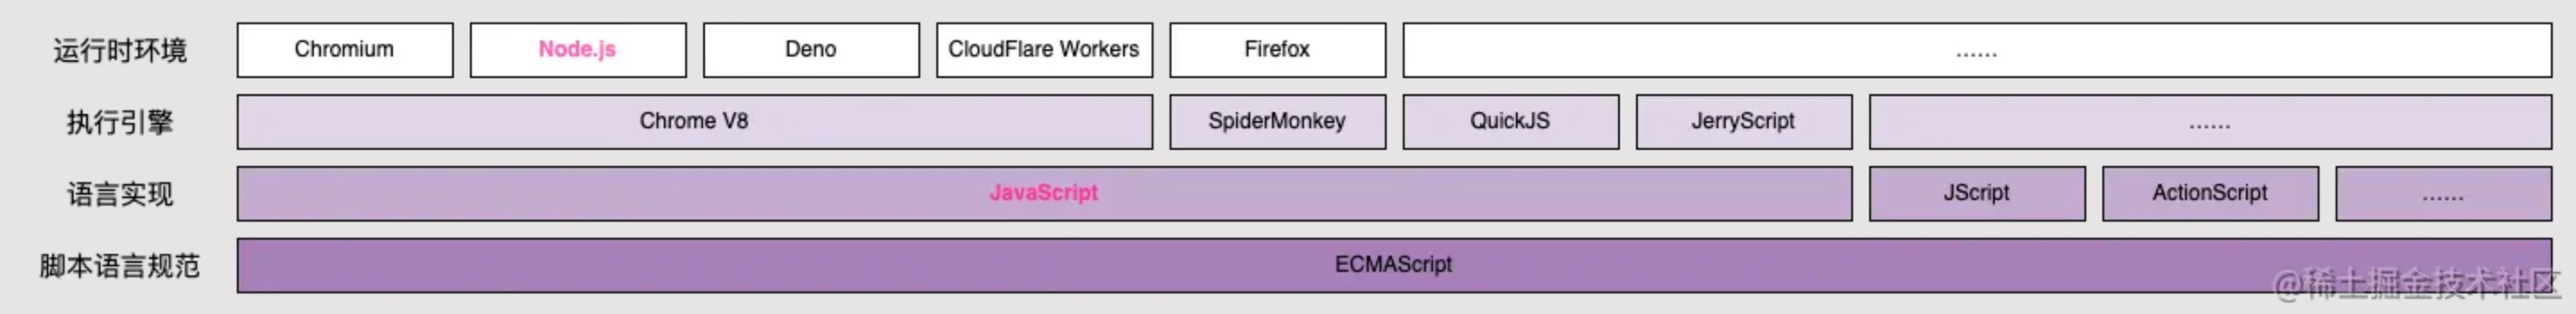 运行时环境 Chromium Node.js Deno CloudFlare Workers Firefox ......
执行引擎 Chrome V8 SpiderMonkey QuickJS JerryScript ......
语言实现 JavaScript JScript ActionScript ......
脚本语言规范 ECMAScript
@稀土掘金技术社区